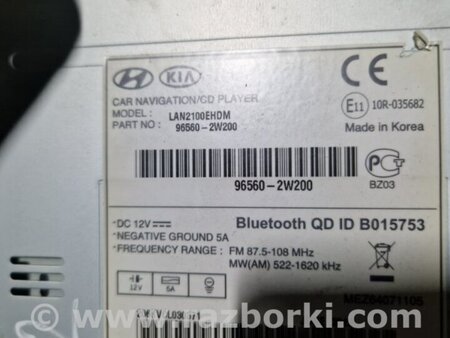 HYUNDAI KIA CE
CAR NAVIGATION/CD PLAYER
MODEL: LAN2100EHDM E11 10R-035682
PART NO : 96560-2W200 Made in Korea
96560-2W200 BZ03
DC 12V Bluetooth QD ID B015753
NEGATIVE GROUND 5A
FREQUENCY RANGE: FM 87.5-108 MHz
MW(AM) 522-1620 kHz
12V 5A
MEZ64071105
www.razborki.com